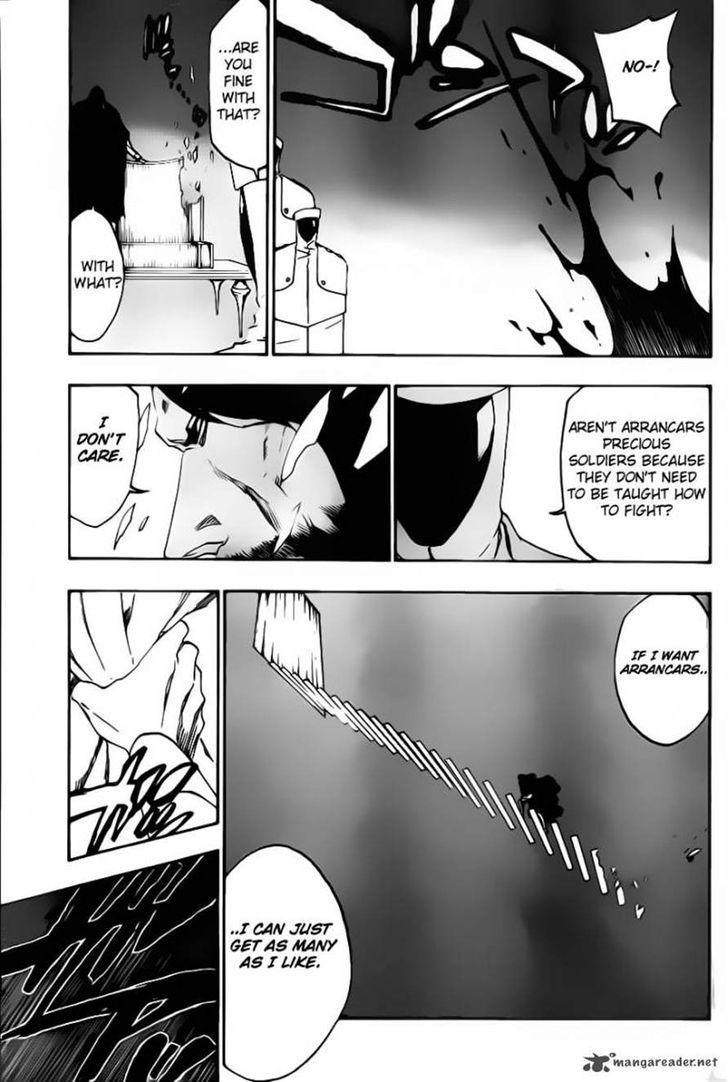 NO-!
...ARE
YOU
FINE
WITH
THAT?
WITH
WHAT?
AREN'T ARRANCARS
PRECIOUS
SOLDIERS BECAUSE
THEY DON'T NEED
TO BE TAUGHT HOW
TO FIGHT?
I
DON'T
CARE.
IF I WANT
ARRANCARS..
..I CAN JUST
GET AS MANY
AS I LIKE.
mangareader.net